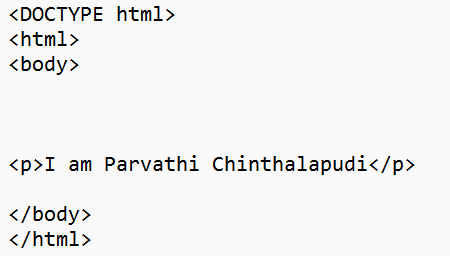 <DOCTYPE html>
<html>
<body>
<p>I am Parvathi Chinthalapudi</p>
</body>
</html>